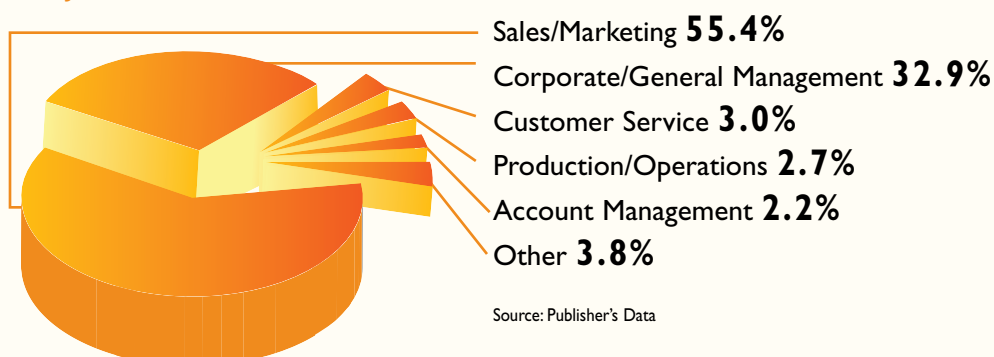 Sales/Marketing 55.4%
Corporate/General Management 32.9%
Customer Service 3.0%
Production/Operations 2.7%
Account Management 2.2%
Other 3.8%
Source: Publisher's Data